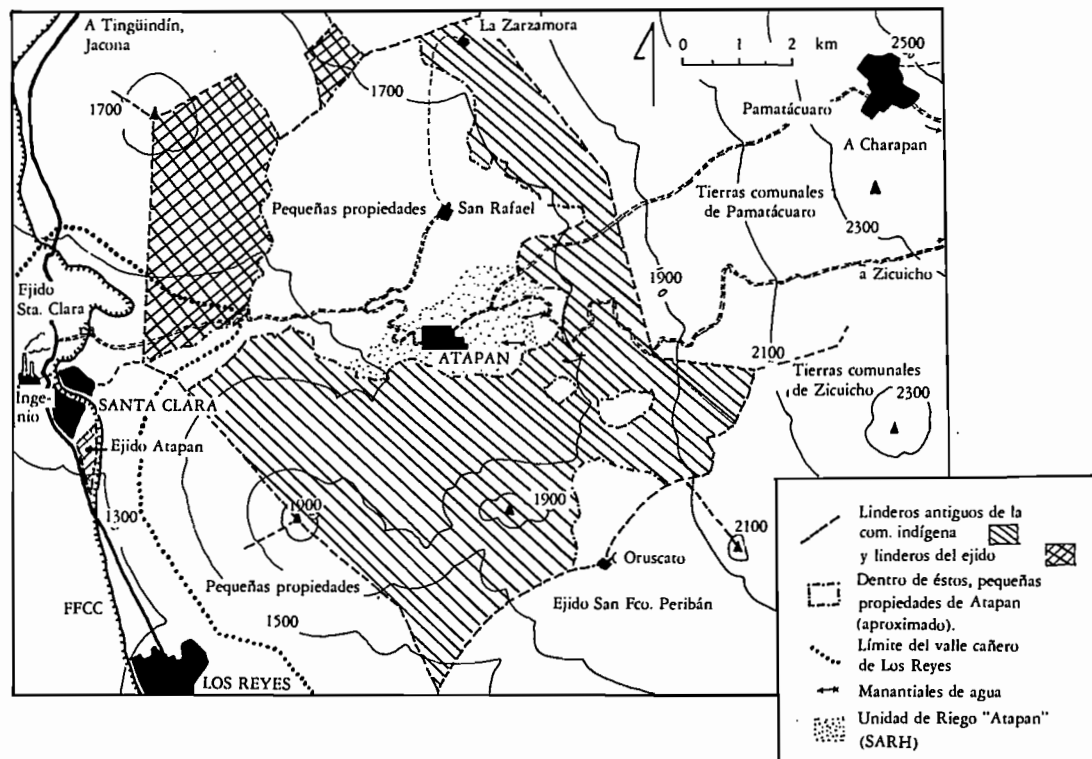 A Tingüindín,
Jacona
La Zarzamora
0 1 2 km
2500
1700
1700
Pamatácuaro
A Charapan
Tierras comunales
de Pamatácuaro
Pequeñas propiedades
San Rafael
2300
1900
a Zicuicho
Ejido
Sta. Clara
ATAPAN
2100
Tierras comunales
de Zicuicho
2300
Inge-
nio
SANTA CLARA
Ejido Atapan
1900
1900
1300
2100
Oruscato
Pequeñas propiedades
Ejido San Fco. Peribán
FFCC
1500
LOS REYES
Linderos antiguos de la
com. indígena
y linderos del ejido
Dentro de éstos, pequeñas
propiedades de Atapan
(aproximado).
Límite del valle cañero
de Los Reyes
Manantiales de agua
Unidad de Riego "Atapan"
(SARH)